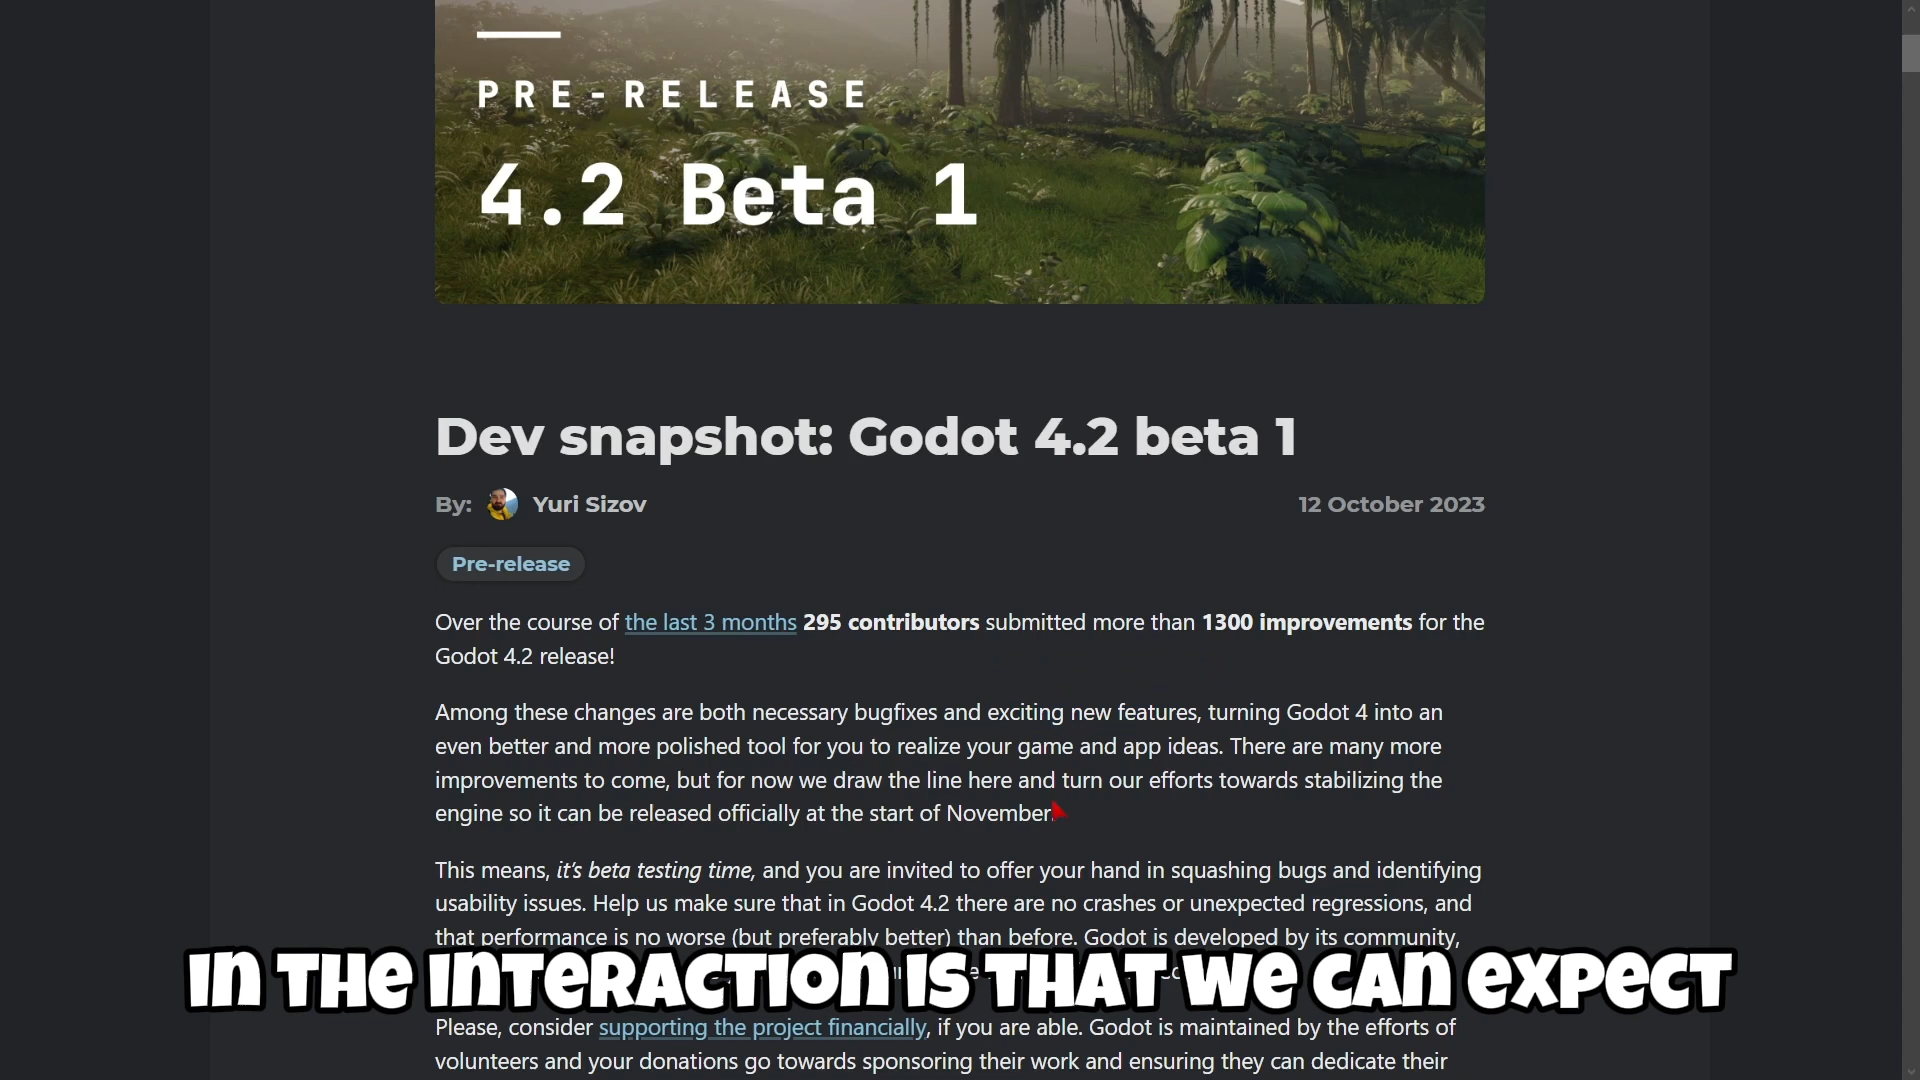 PRE-RELEASE
4.2 Beta 1
Dev snapshot: Godot 4.2 beta 1
By: Yuri Sizov
12 October 2023
Pre-release
Over the course of the last 3 months 295 contributors submitted more than 1300 improvements for the
Godot 4.2 release!
Among these changes are both necessary bugfixes and exciting new features, turning Godot 4 into an
even better and more polished tool for you to realize your game and app ideas. There are many more
improvements to come, but for now we draw the line here and turn our efforts towards stabilizing the
engine so it can be released officially at the start of November.
This means, it's beta testing time, and you are invited to offer your hand in squashing bugs and identifying
usability issues. Help us make sure that in Godot 4.2 there are no crashes or unexpected regressions, and
that performance is no worse (but preferably better) than before. Godot is developed by its community,
in the interaction is that we can expect
Please, consider supporting the project financially, if you are able. Godot is maintained by the efforts of
volunteers and your donations go towards sponsoring their work and ensuring they can dedicate their